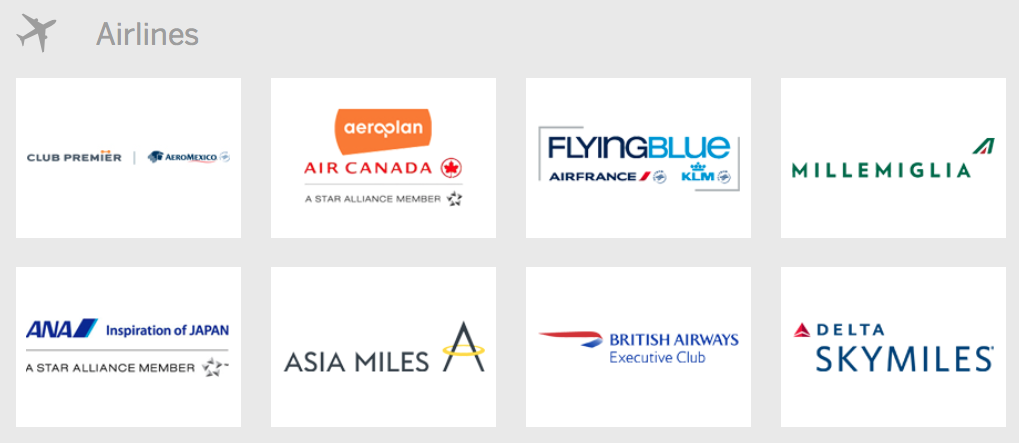 Airlines
CLUB PREMIER | AEROMEXICO
aeroplan
AIR CANADA
A STAR ALLIANCE MEMBER
FLYINGBLUE
AIRFRANCE KLM
MILLEMIGLIA
ANA Inspiration of JAPAN
A STAR ALLIANCE MEMBER ™
ASIA MILES
BRITISH AIRWAYS
Executive Club
DELTA
SKYMILES